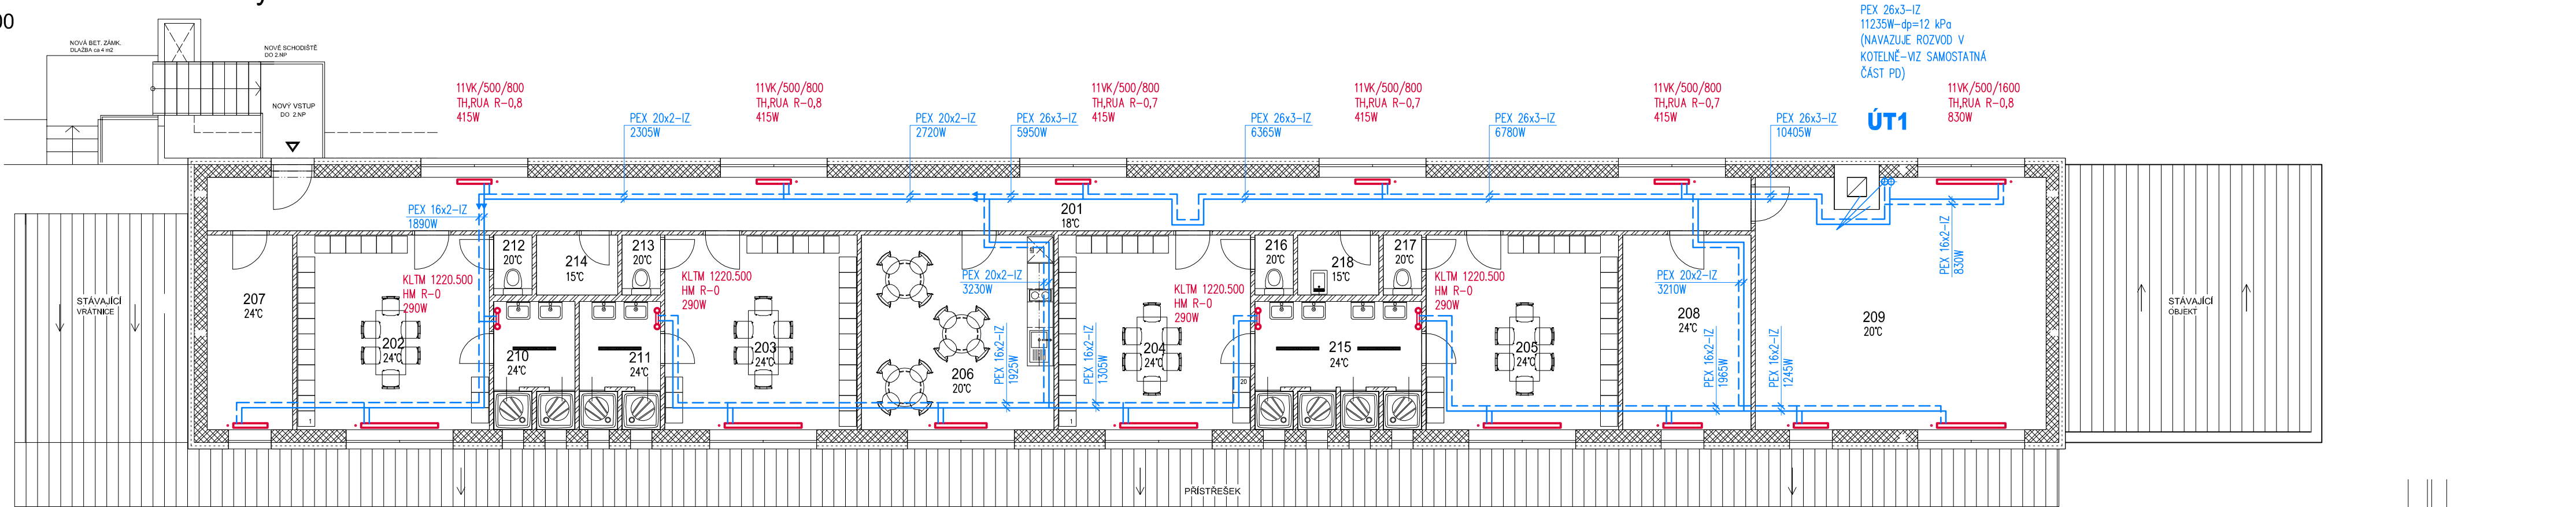 00
NOVÁ BET. ZÁMK.
DLAŽBA ca 4 m2
NOVÉ SCHODIŠTĚ
DO 2.NP
NOVÝ VSTUP
DO 2.NP
11VK/500/800
TH,RUA R-0,8
415W
PEX 20x2-IZ
2305W
11VK/500/800
TH,RUA R-0,8
415W
PEX 20x2-IZ
2720W
PEX 26x3-IZ
5950W
11VK/500/800
TH,RUA R-0,7
415W
PEX 26x3-IZ
6365W
11VK/500/800
TH,RUA R-0,7
415W
PEX 26x3-IZ
6780W
11VK/500/800
TH,RUA R-0,7
415W
PEX 26x3-IZ
10405W
PEX 26x3-IZ
11235W-dp=12 kPa
(NAVAZUJE ROZVOD V
KOTELNĚ-VIZ SAMOSTATNÁ
ČÁST PD)
ÚT1
11VK/500/1600
TH,RUA R-0,8
830W
PEX 16x2-IZ
1890W
201
18℃
PEX 16x2-IZ
830W
212
20℃
214
15℃
213
20℃
216
20℃
218
15℃
217
20℃
KLTM 1220.500
HM R-0
290W
KLTM 1220.500
HM R-0
290W
PEX 20x2-IZ
3230W
KLTM 1220.500
HM R-0
290W
KLTM 1220.500
HM R-0
290W
PEX 20x2-IZ
3210W
STÁVAJÍCÍ
VRÁTNICE
207
24℃
202
24℃
210
24℃
211
24℃
203
24℃
206
20℃
PEX 16x2-IZ
1925W
PEX 16x2-IZ
1305W
204
24℃
20
215
24℃
205
24℃
208
24℃
PEX 16x2-IZ
1965W
PEX 16x2-IZ
1245W
209
20℃
STÁVAJÍCÍ
OBJEKT
1
1
PŘÍSTŘEŠEK